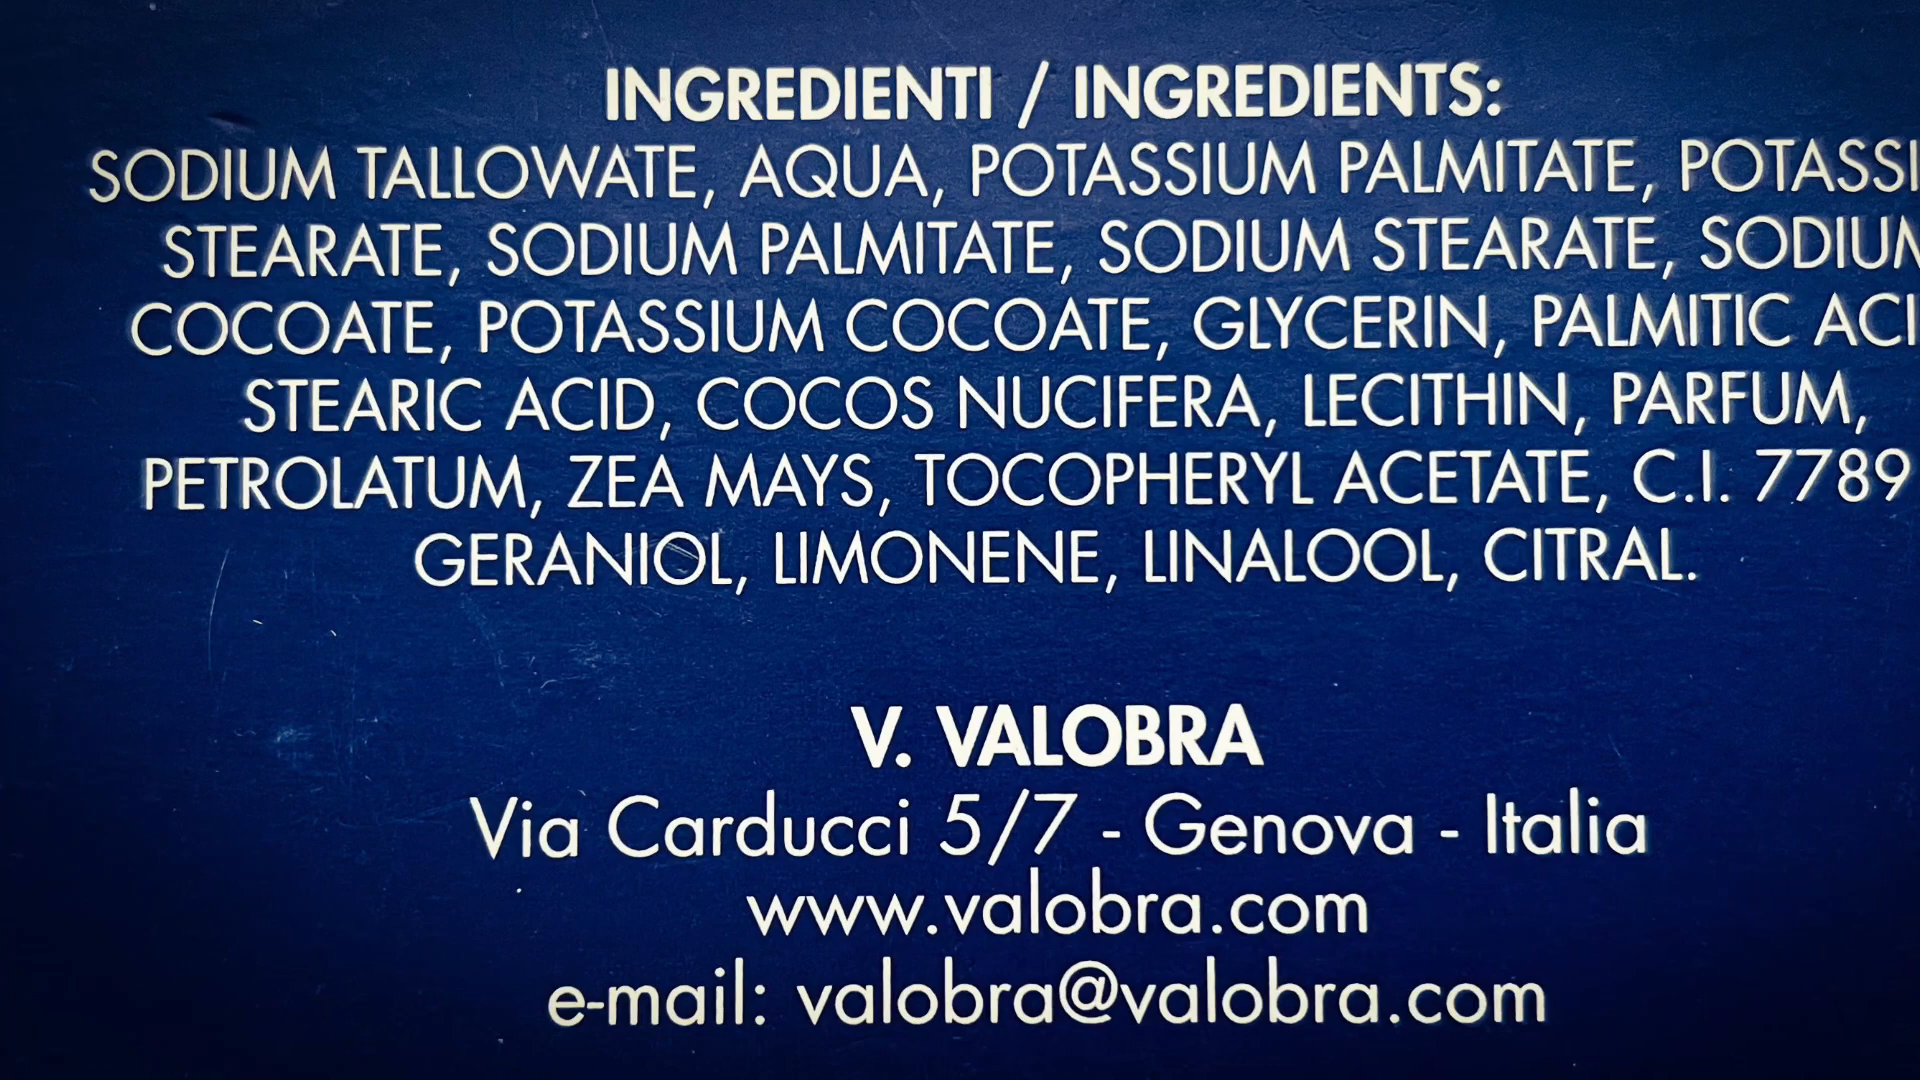 INGREDIENTI / INGREDIENTS:
SODIUM TALLOWATE, AQUA, POTASSIUM PALMITATE, POTASSI
STEARATE, SODIUM PALMITATE, SODIUM STEARATE, SODIUM
COCOATE, POTASSIUM COCOATE, GLYCERIN, PALMITIC ACI
STEARIC ACID, COCOS NUCIFERA, LECITHIN, PARFUM,
PETROLATUM, ZEA MAYS, TOCOPHERYL ACETATE, C.I. 7789
GERANIOL, LIMONENE, LINALOOL, CITRAL.
V. VALOBRA
Via Carducci 5/7 - Genova - Italia
www.valobra.com
e-mail: valobra@valobra.com